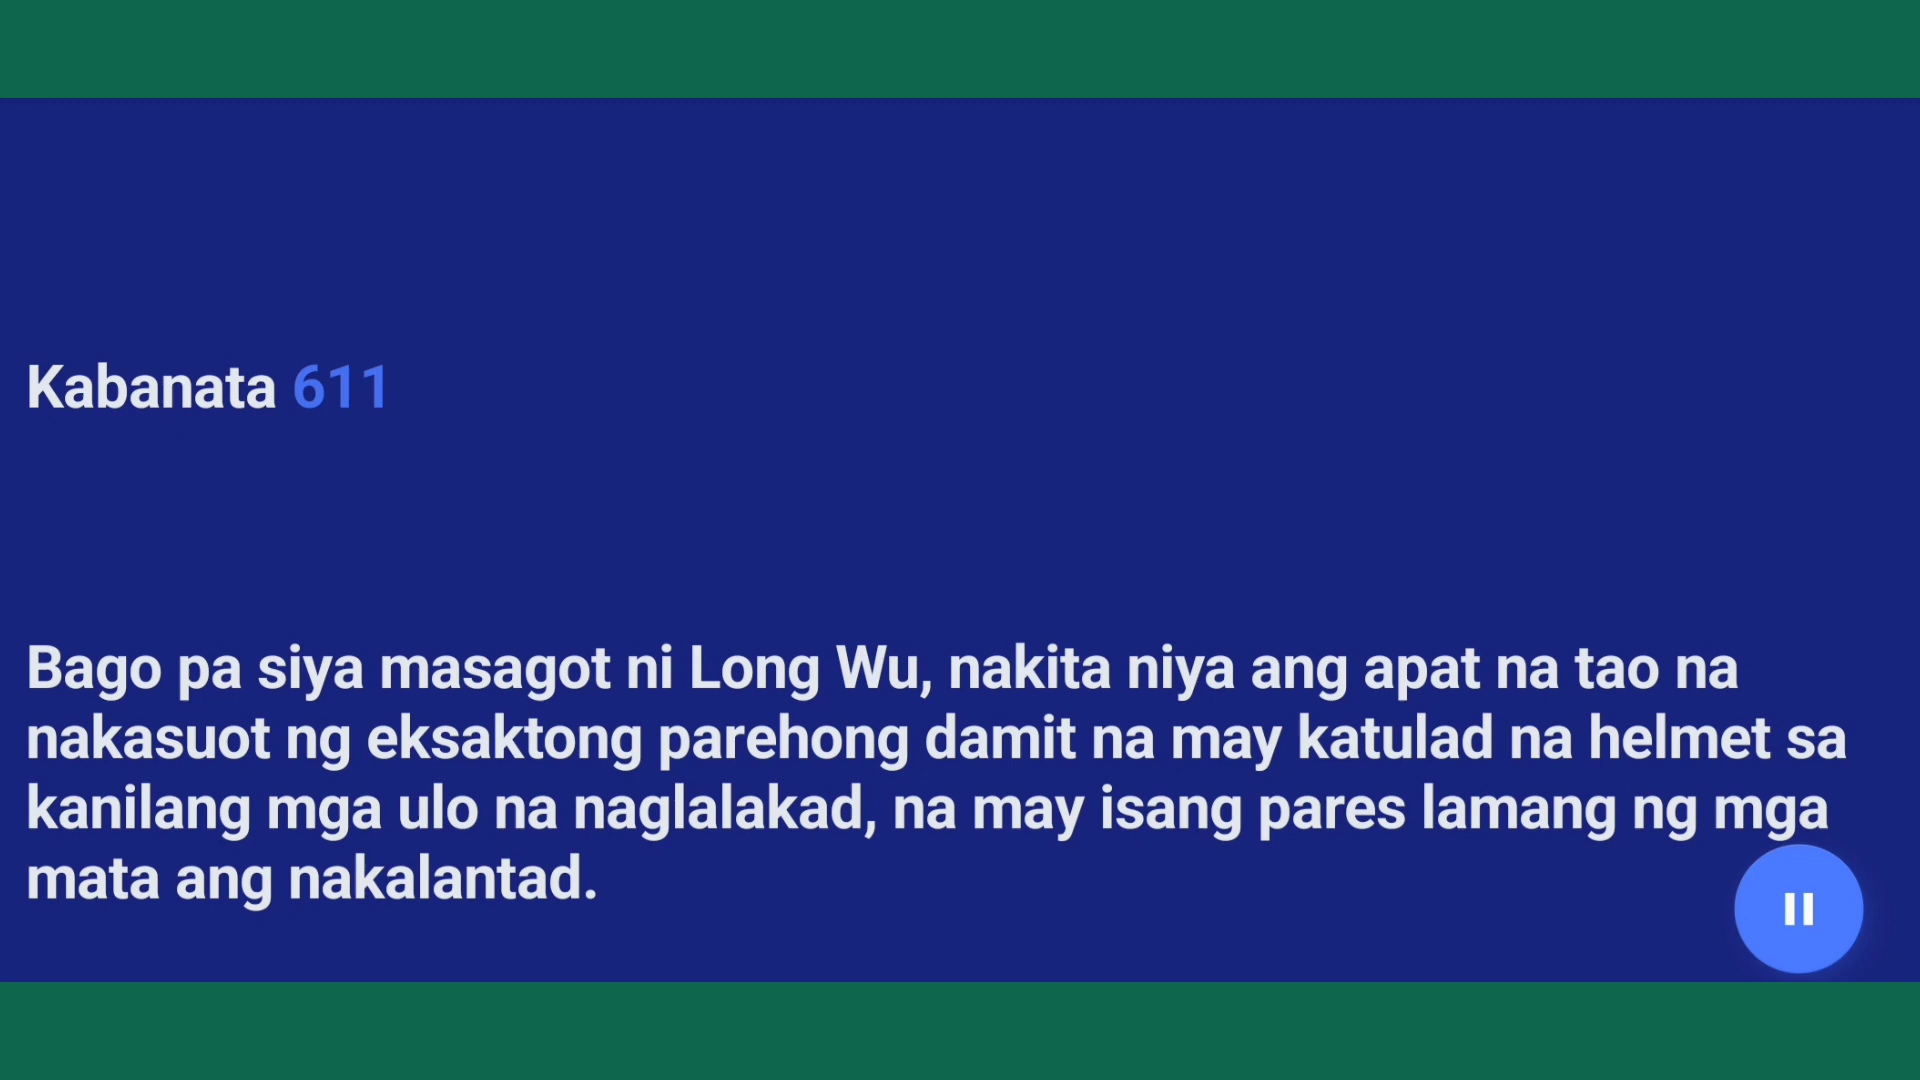 Kabanata 611
Bago pa siya masagot ni Long Wu, nakita niya ang apat na tao na
nakasuot ng eksaktong parehong damit na may katulad na helmet sa
kanilang mga ulo na naglalakad, na may isang pares lamang ng mga
mata ang nakalantad.